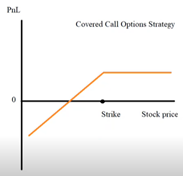 PnL
Covered Call Options Strategy
0
Strike Stock price